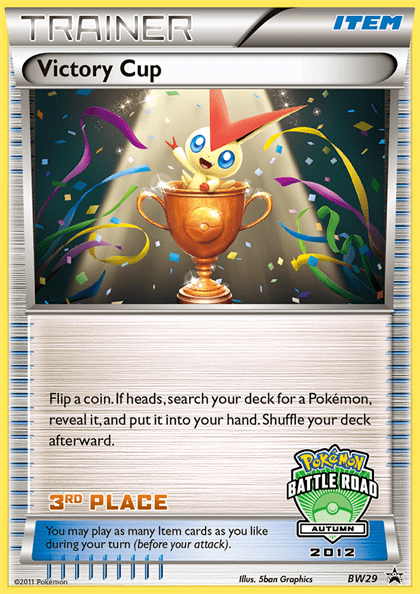 TRAINER
ITEM
Victory Cup
Flip a coin. If heads, search your deck for a Pokémon,
reveal it, and put it into your hand. Shuffle your deck
afterward.
3RD PLACE
Pokémon
BATTLE ROAD
AUTUMN
2012
You may play as many Item cards as you like
during your turn (before your attack).
©2011 Pokémon
Illus. 5ban Graphics
BW29